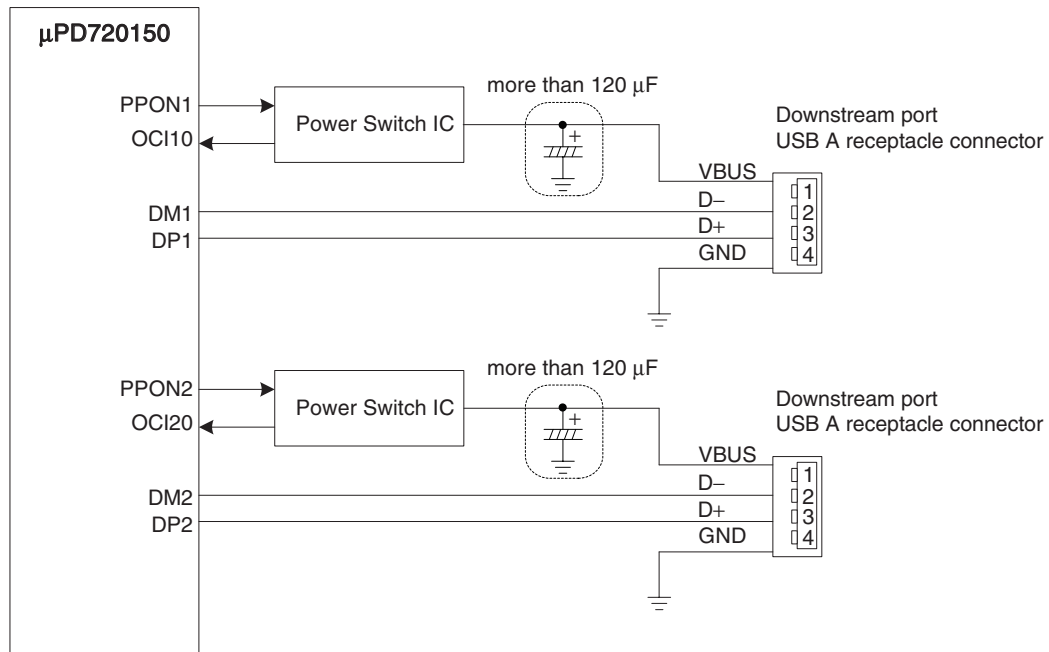 μPD720150
PPON1
OCI10
Power Switch IC
more than 120 μF
+
Downstream port
USB A receptacle connector
VBUS
D−
D+
GND
1
2
3
4
DM1
DP1
PPON2
OCI20
Power Switch IC
more than 120 μF
+
Downstream port
USB A receptacle connector
VBUS
D−
D+
GND
1
2
3
4
DM2
DP2